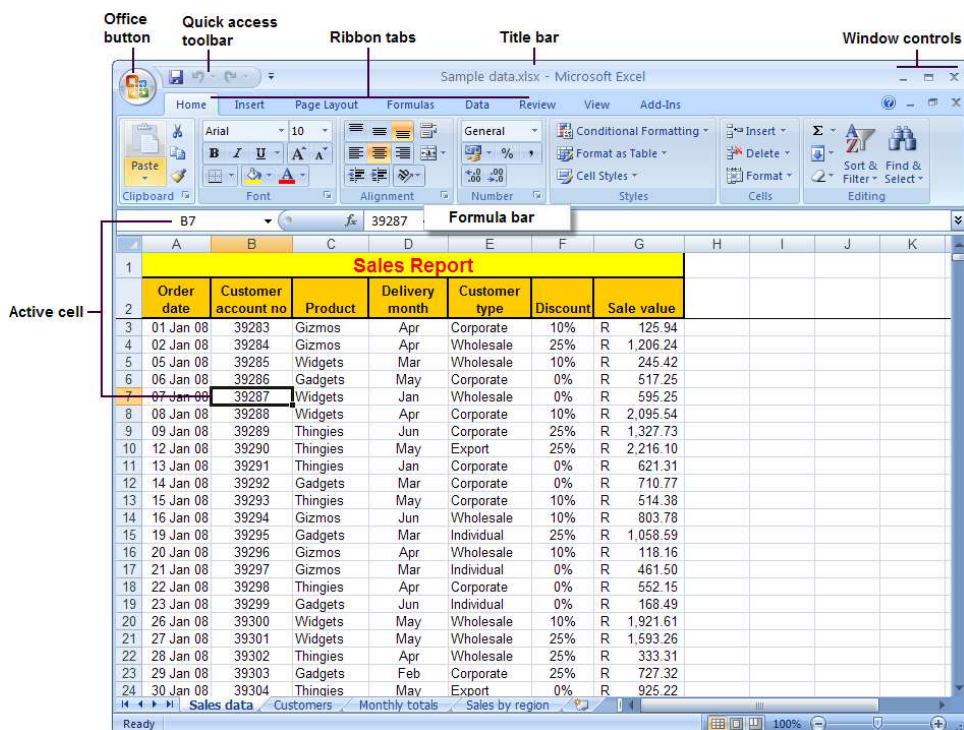 Office button
Quick access toolbar
Ribbon tabs
Title bar
Window controls
Sample data.xlsx - Microsoft Excel
Home Insert Page Layout Formulas Data Review View Add-Ins
Arial 10 General Conditional Formatting Insert Σ
Paste B I U A A Format as Table Delete
% , Cell Styles Format Sort & Filter Find & Select
Clipboard Font Alignment Number Styles Cells Editing
B7 fx 39287 Formula bar
A B C D E F G H I J K
1 Sales Report
2 Order date Customer account no Product Delivery month Customer type Discount Sale value
Active cell
3 01 Jan 08 39283 Gizmos Apr Corporate 10% R 125.94
4 02 Jan 08 39284 Gizmos Apr Wholesale 25% R 1,206.24
5 05 Jan 08 39285 Widgets Mar Wholesale 10% R 245.42
6 06 Jan 08 39286 Gadgets May Corporate 0% R 517.25
7 07 Jan 08 39287 Widgets Jan Wholesale 0% R 595.25
8 08 Jan 08 39288 Widgets Apr Corporate 10% R 2,095.54
9 09 Jan 08 39289 Thingies Jun Corporate 25% R 1,327.73
10 12 Jan 08 39290 Thingies May Export 25% R 2,216.10
11 13 Jan 08 39291 Thingies Jan Corporate 0% R 621.31
12 14 Jan 08 39292 Gadgets Mar Corporate 0% R 710.77
13 15 Jan 08 39293 Thingies May Corporate 10% R 514.38
14 16 Jan 08 39294 Gizmos Jun Wholesale 10% R 803.78
15 19 Jan 08 39295 Gadgets Mar Individual 25% R 1,058.59
16 20 Jan 08 39296 Gizmos Apr Wholesale 10% R 118.16
17 21 Jan 08 39297 Gizmos Mar Individual 0% R 461.50
18 22 Jan 08 39298 Thingies Apr Corporate 0% R 552.15
19 23 Jan 08 39299 Gadgets Jun Individual 0% R 168.49
20 26 Jan 08 39300 Widgets May Wholesale 10% R 1,921.61
21 27 Jan 08 39301 Widgets May Wholesale 25% R 1,593.26
22 28 Jan 08 39302 Thingies Apr Wholesale 25% R 333.31
23 29 Jan 08 39303 Gadgets Feb Corporate 25% R 727.32
24 30 Jan 08 39304 Thingies May Export 0% R 925.22
Sales data Customers Monthly totals Sales by region
Ready 100%